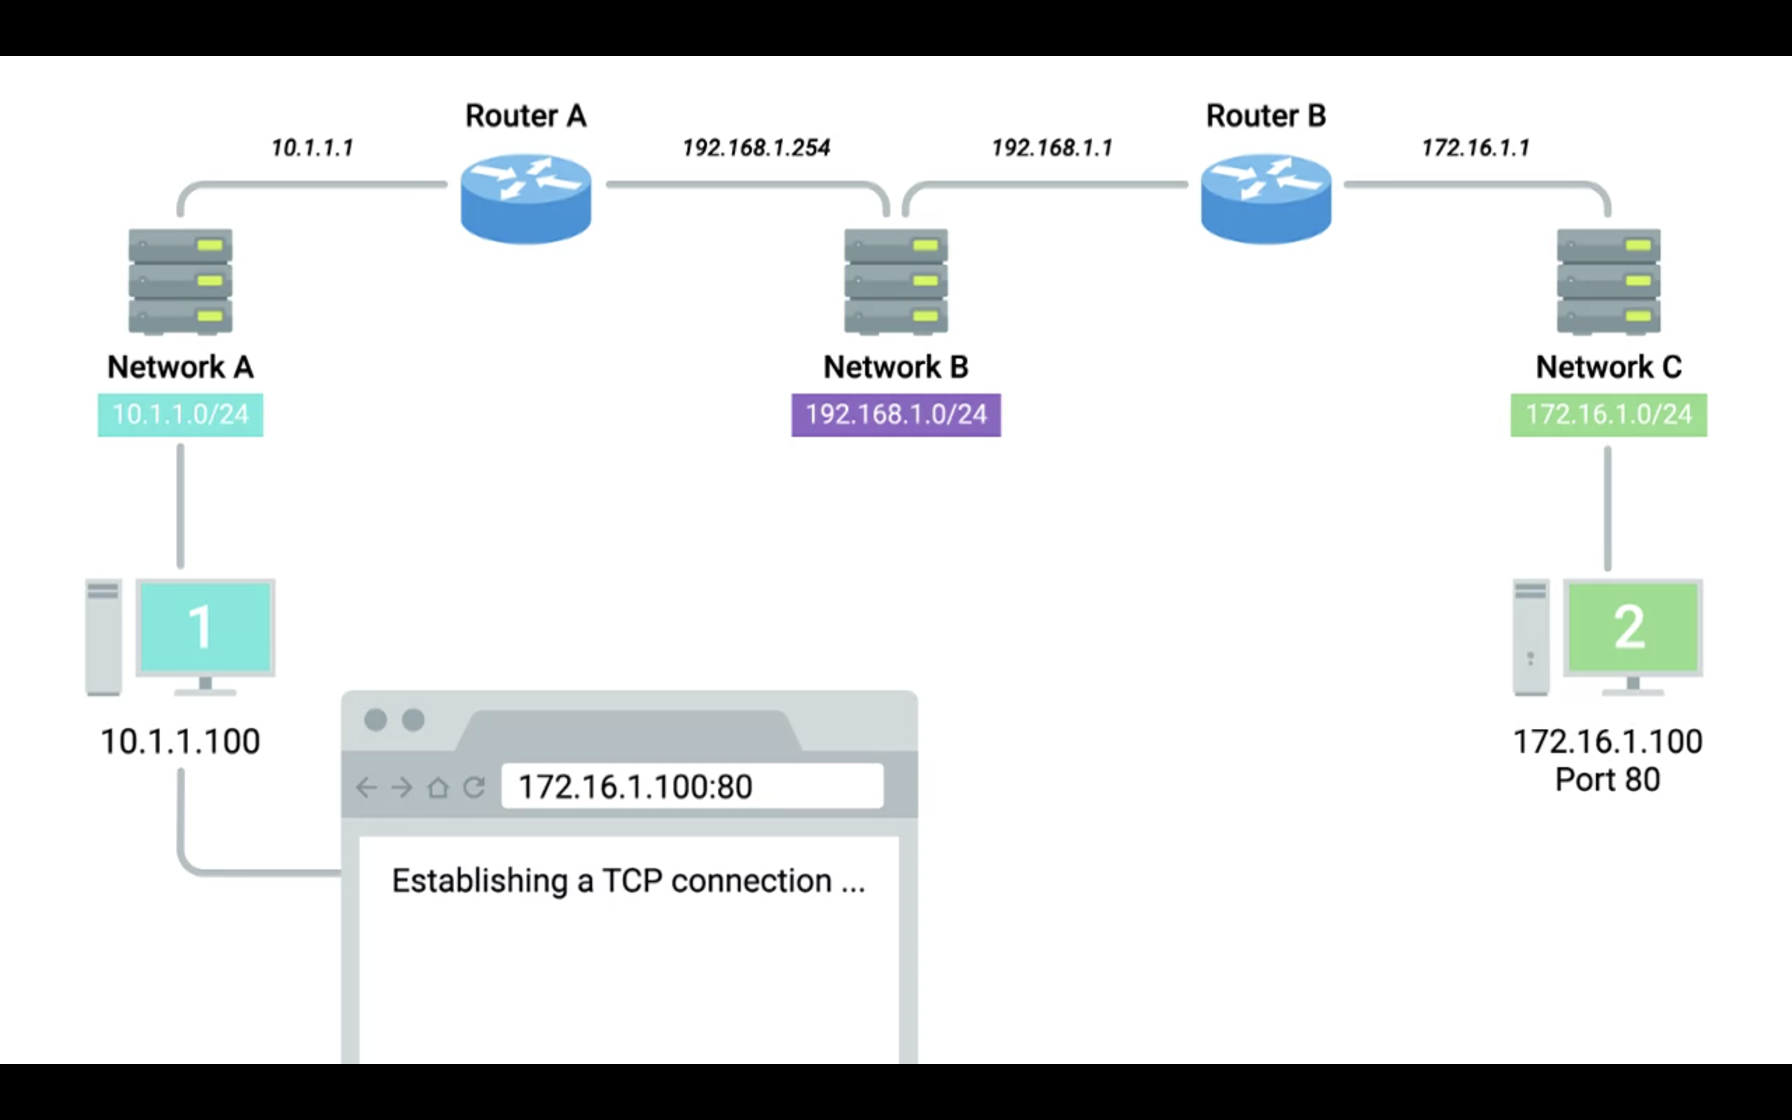 Router A
Router B
10.1.1.1
192.168.1.254
192.168.1.1
172.16.1.1
Network A
Network B
Network C
10.1.1.0/24
192.168.1.0/24
172.16.1.0/24
1
2
10.1.1.100
172.16.1.100
Port 80
172.16.1.100:80
Establishing a TCP connection ...